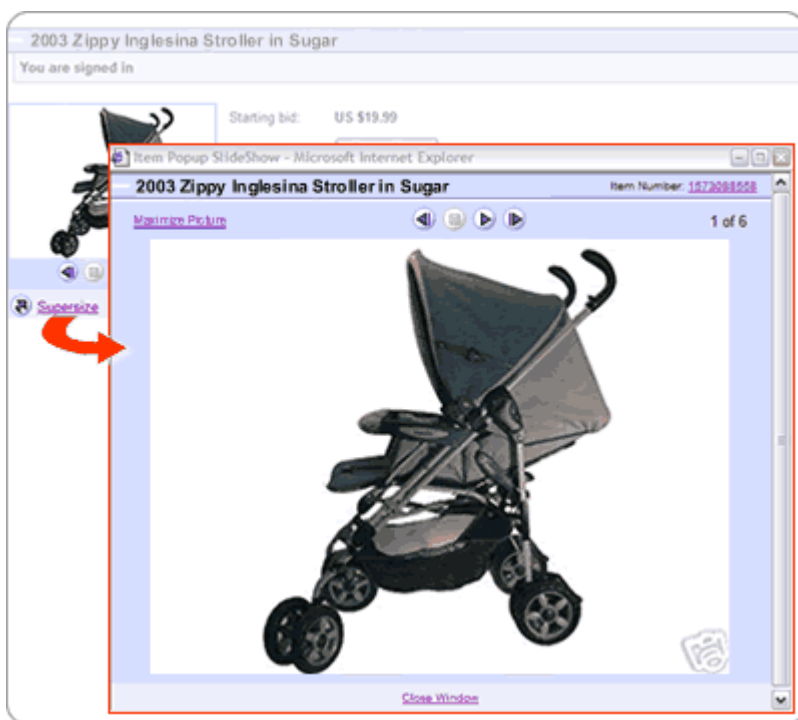 2003 Zippy Inglesina Stroller in Sugar
You are signed in
Starting bid: US $19.99
Item Popup SlideShow - Microsoft Internet Explorer
2003 Zippy Inglesina Stroller in Sugar
Item Number: 1573098558
Maximize Picture
1 of 6
Supersize
Close Window